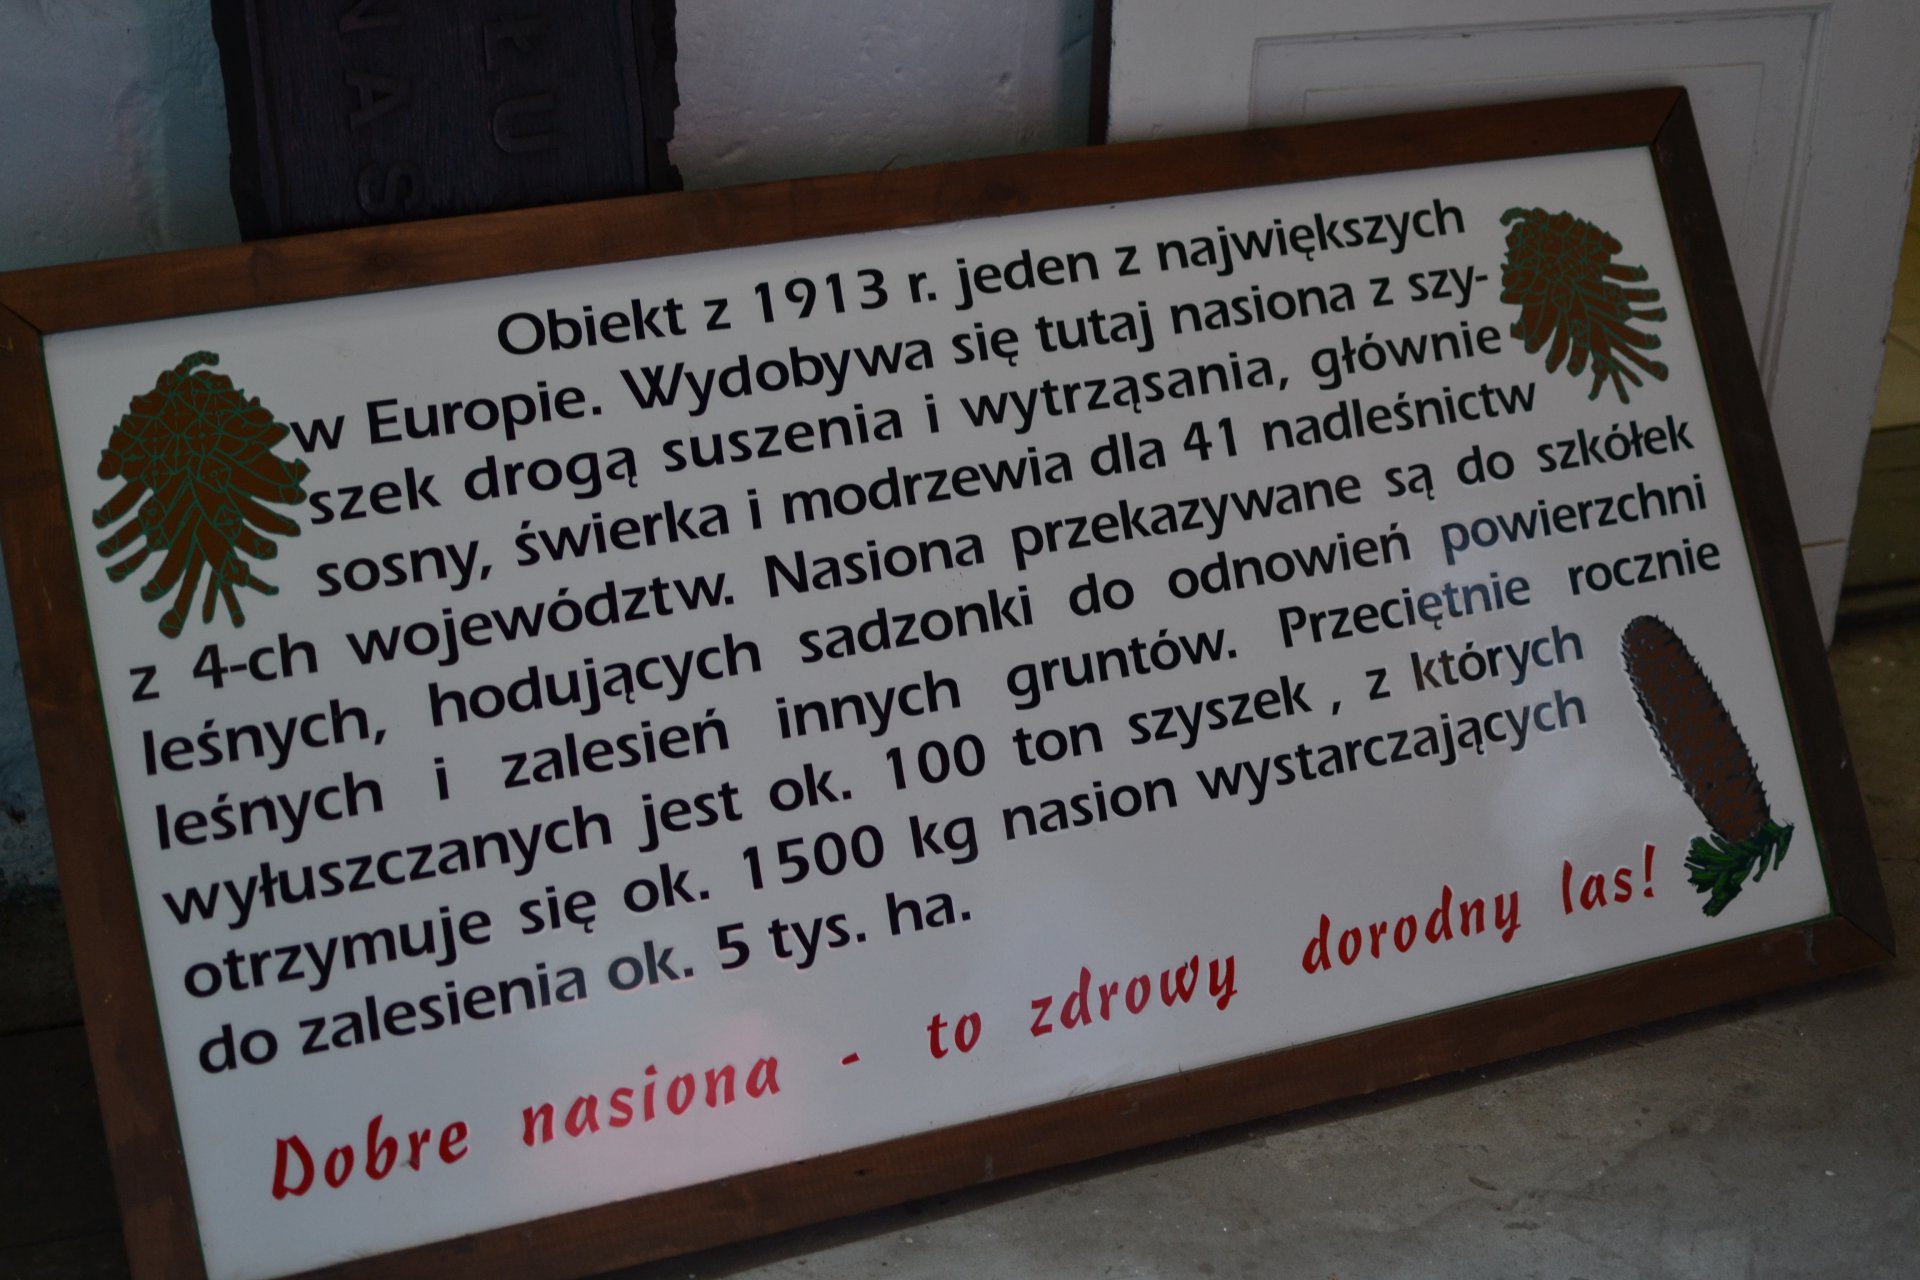 ŁU
NAS
Obiekt z 1913 r. jeden z największych
w Europie. Wydobywa się tutaj nasiona z szy-
szek drogą suszenia i wytrząsania, głównie
sosny, świerka i modrzewia dla 41 nadleśnictw
z 4-ch województw. Nasiona przekazywane są do szkółek
leśnych, hodujących sadzonki do odnowień powierzchni
leśnych i zalesień innych gruntów. Przeciętnie rocznie
wyłuszczanych jest ok. 100 ton szyszek , z których
otrzymuje się ok. 1500 kg nasion wystarczających
do zalesienia ok. 5 tys. ha.
Dobre nasiona - to zdrowy dorodny las!